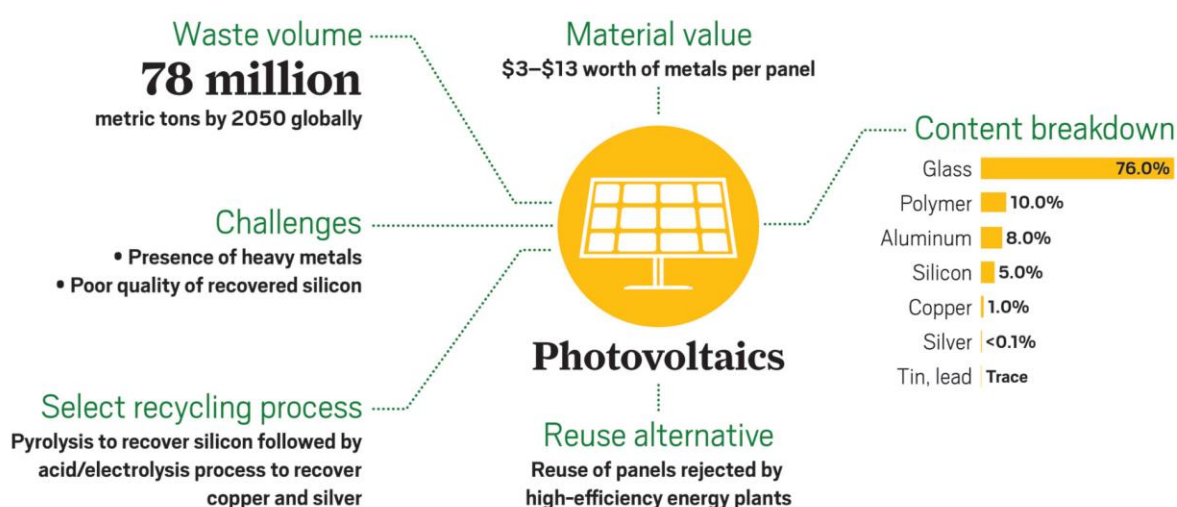 Waste volume
78 million
metric tons by 2050 globally
Material value
$3–$13 worth of metals per panel
Challenges
• Presence of heavy metals
• Poor quality of recovered silicon
Photovoltaics
Content breakdown
Glass 76.0%
Polymer 10.0%
Aluminum 8.0%
Silicon 5.0%
Copper 1.0%
Silver <0.1%
Tin, lead Trace
Select recycling process
Pyrolysis to recover silicon followed by
acid/electrolysis process to recover
copper and silver
Reuse alternative
Reuse of panels rejected by
high-efficiency energy plants